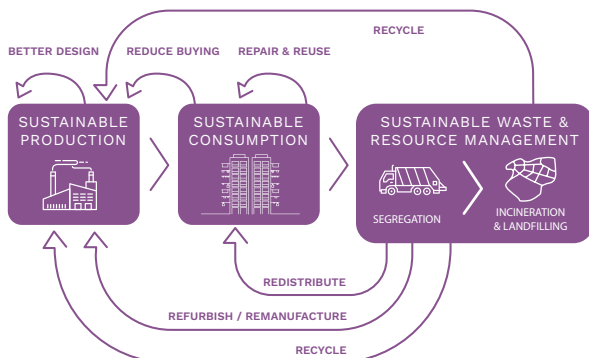 RECYCLE
BETTER DESIGN
REDUCE BUYING
REPAIR & REUSE
SUSTAINABLE
PRODUCTION
SUSTAINABLE
CONSUMPTION
SUSTAINABLE WASTE &
RESOURCE MANAGEMENT
SEGREGATION
INCINERATION
& LANDFILLING
REDISTRIBUTE
REFURBISH / REMANUFACTURE
RECYCLE